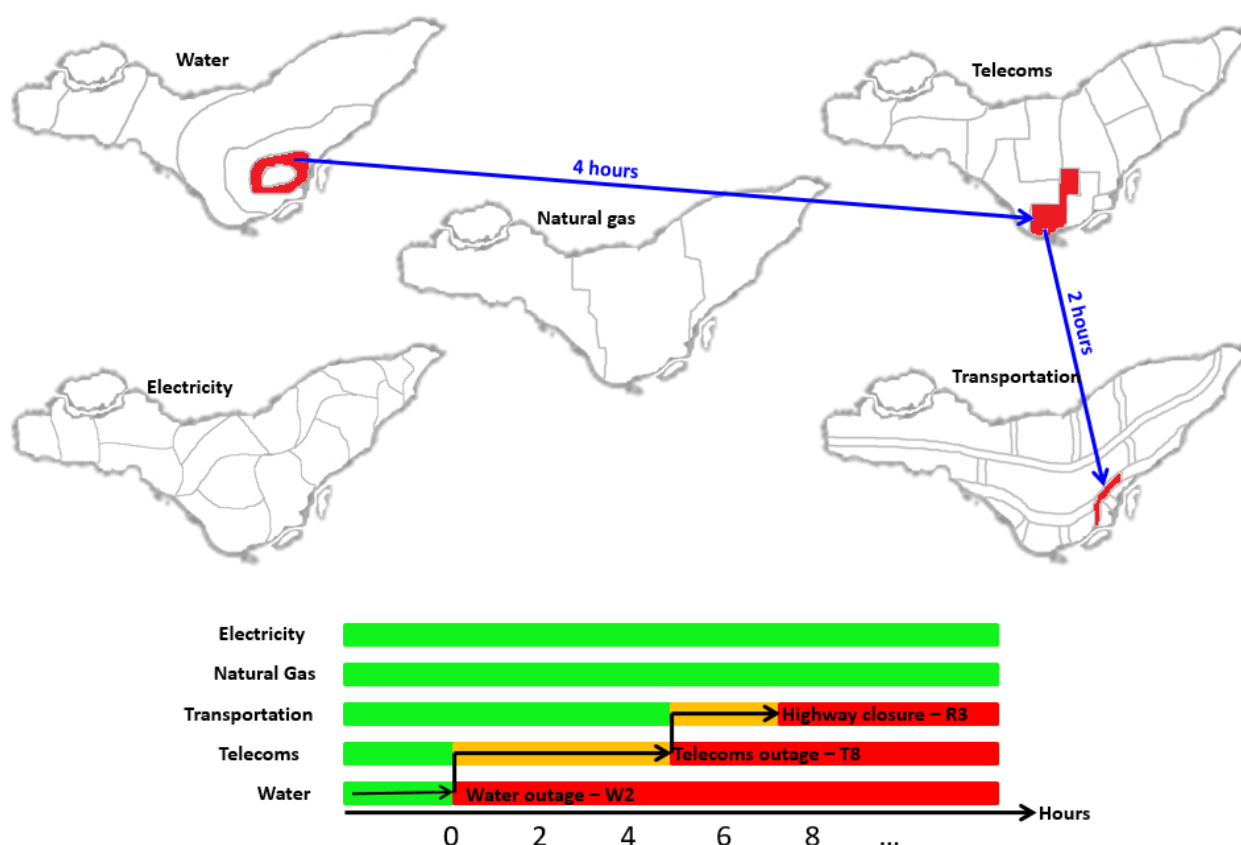 Water
Telecoms
4 hours
Natural gas
2 hours
Electricity
Transportation
Electricity
Natural Gas
Transportation
Highway closure – R3
Telecoms
Telecoms outage – T8
Water
Water outage – W2
Hours
0 2 4 6 8 ...